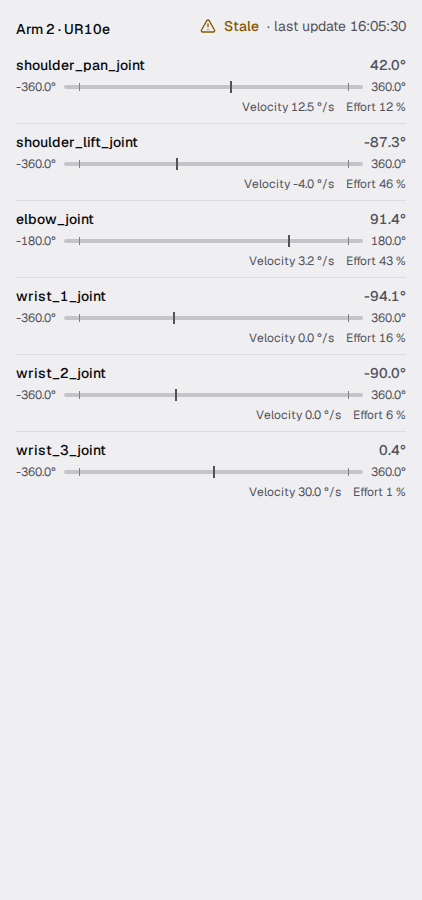 Arm 2 · UR10e
Stale · last update 16:05:30
shoulder_pan_joint 42.0°
-360.0° 360.0°
Velocity 12.5 °/s Effort 12 %
shoulder_lift_joint -87.3°
-360.0° 360.0°
Velocity -4.0 °/s Effort 46 %
elbow_joint 91.4°
-180.0° 180.0°
Velocity 3.2 °/s Effort 43 %
wrist_1_joint -94.1°
-360.0° 360.0°
Velocity 0.0 °/s Effort 16 %
wrist_2_joint -90.0°
-360.0° 360.0°
Velocity 0.0 °/s Effort 6 %
wrist_3_joint 0.4°
-360.0° 360.0°
Velocity 30.0 °/s Effort 1 %